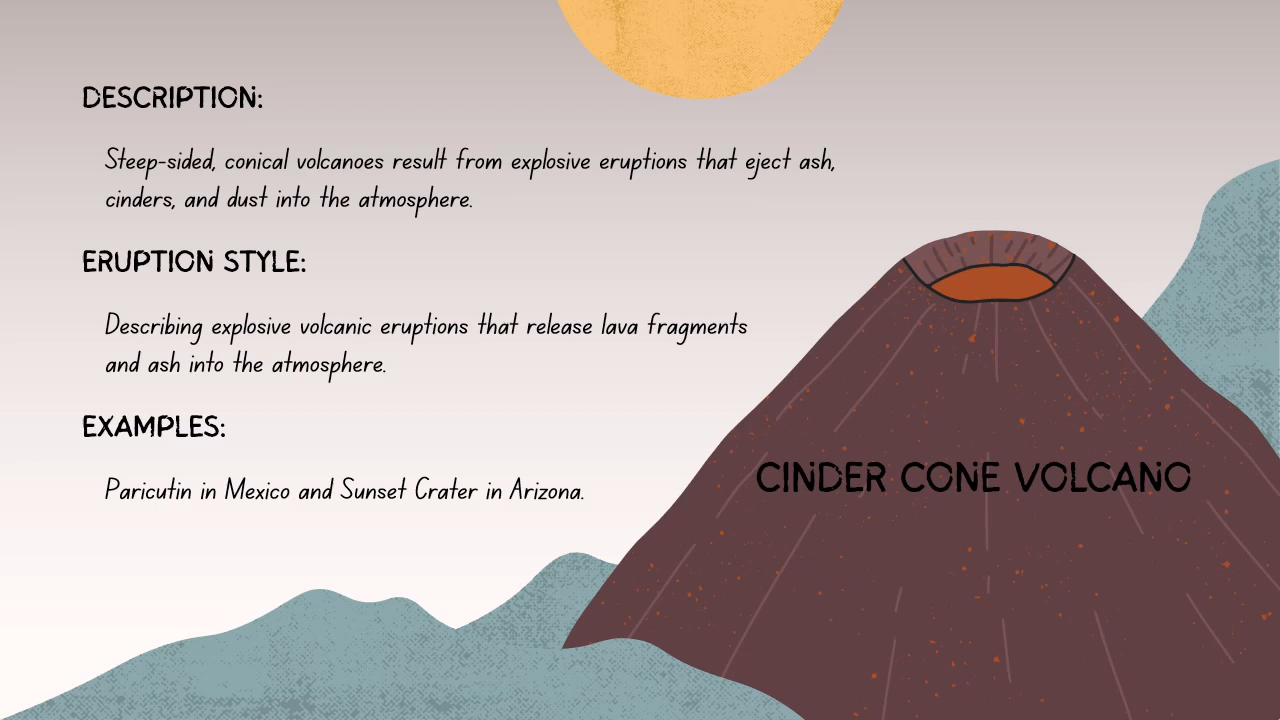 DESCRIPTION:
Steep-sided, conical volcanoes result from explosive eruptions that eject ash,
cinders, and dust into the atmosphere.
ERUPTION STYLE:
Describing explosive volcanic eruptions that release lava fragments
and ash into the atmosphere.
EXAMPLES:
Paricutin in Mexico and Sunset Crater in Arizona.
CINDER CONE VOLCANO